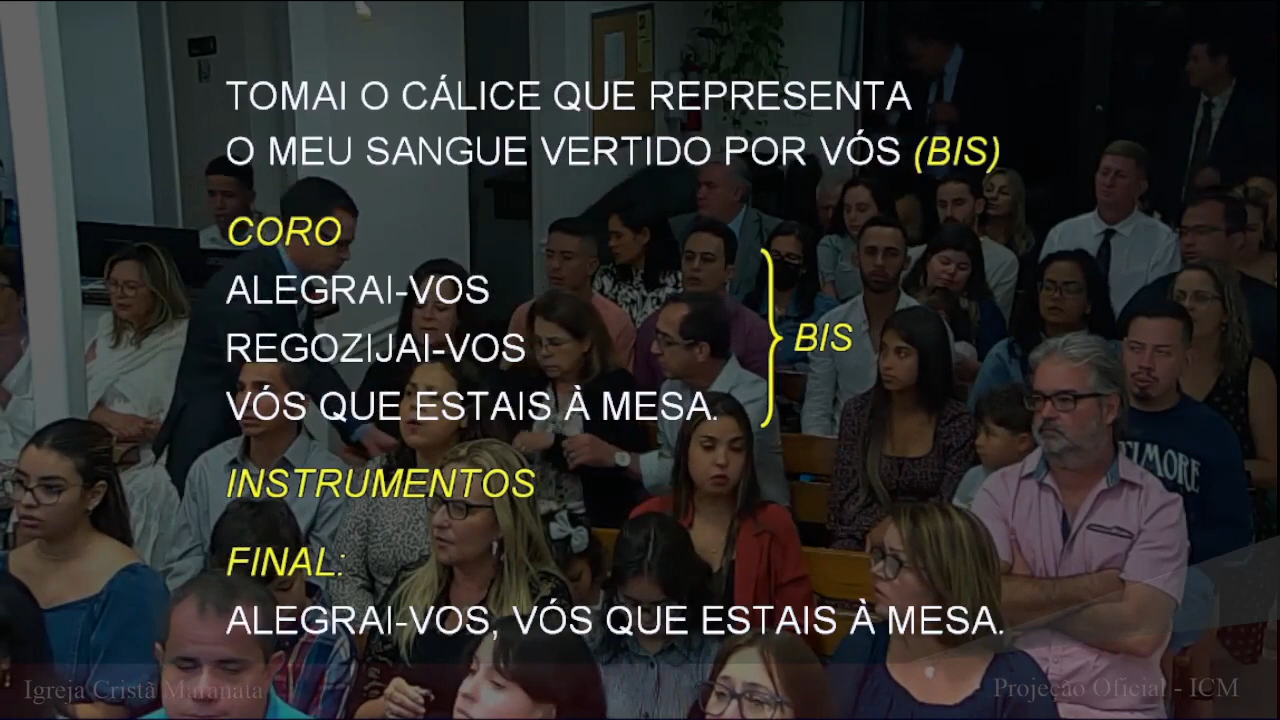 TOMAI O CÁLICE QUE REPRESENTA
O MEU SANGUE VERTIDO POR VÓS (BIS)
CORO
ALEGRAI-VOS
REGOZIJAI-VOS
BIS
VÓS QUE ESTAIS À MESA.
INSTRUMENTOS
FINAL:
ALEGRAI-VOS, VÓS QUE ESTAIS À MESA.
Igreja Cristã Maranata
Projeção Oficial - ICM